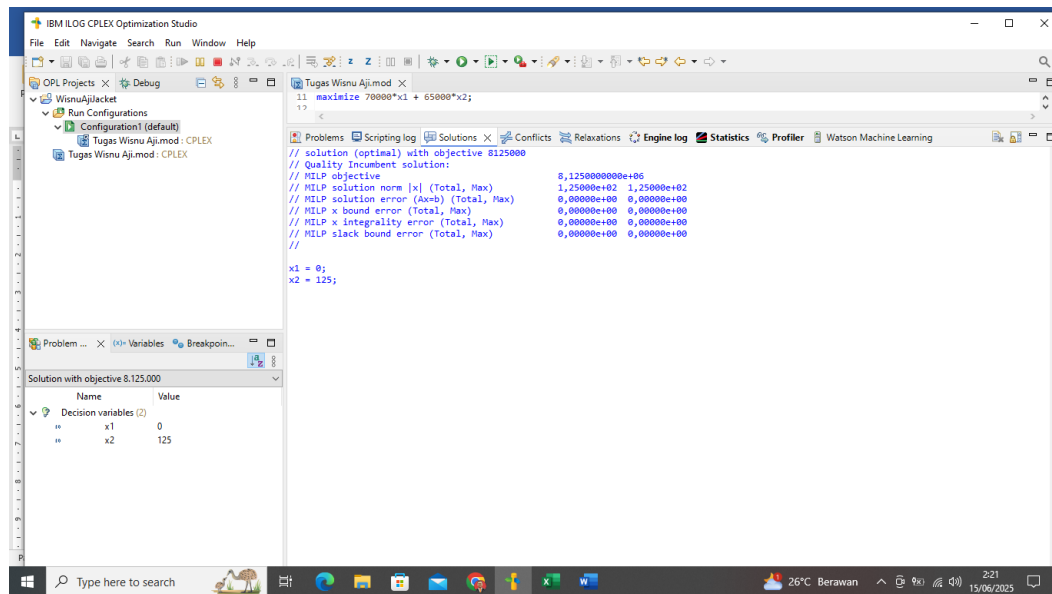 IBM ILOG CPLEX Optimization Studio
File Edit Navigate Search Run Window Help
OPL Projects Debug
WisnuAjiJacket
Run Configurations
Configuration1 (default)
Tugas Wisnu Aji.mod : CPLEX
Tugas Wisnu Aji.mod : CPLEX
Tugas Wisnu Aji.mod
11 maximize 70000*x1 + 65000*x2;
12
Problems Scripting log Solutions Conflicts Relaxations Engine log Statistics Profiler Watson Machine Learning
// solution (optimal) with objective 8125000
// Quality Incumbent solution:
// MILP objective 8,1250000000e+06
// MILP solution norm |x| (Total, Max) 1,25000e+02 1,25000e+02
// MILP solution error (Ax=b) (Total, Max) 0,00000e+00 0,00000e+00
// MILP x bound error (Total, Max) 0,00000e+00 0,00000e+00
// MILP x integrality error (Total, Max) 0,00000e+00 0,00000e+00
// MILP slack bound error (Total, Max) 0,00000e+00 0,00000e+00
//
x1 = 0;
x2 = 125;
Problem ... (x)= Variables Breakpoin...
Solution with objective 8.125.000
Name Value
Decision variables (2)
x1 0
x2 125
Type here to search
26°C Berawan
2:21
15/06/2025